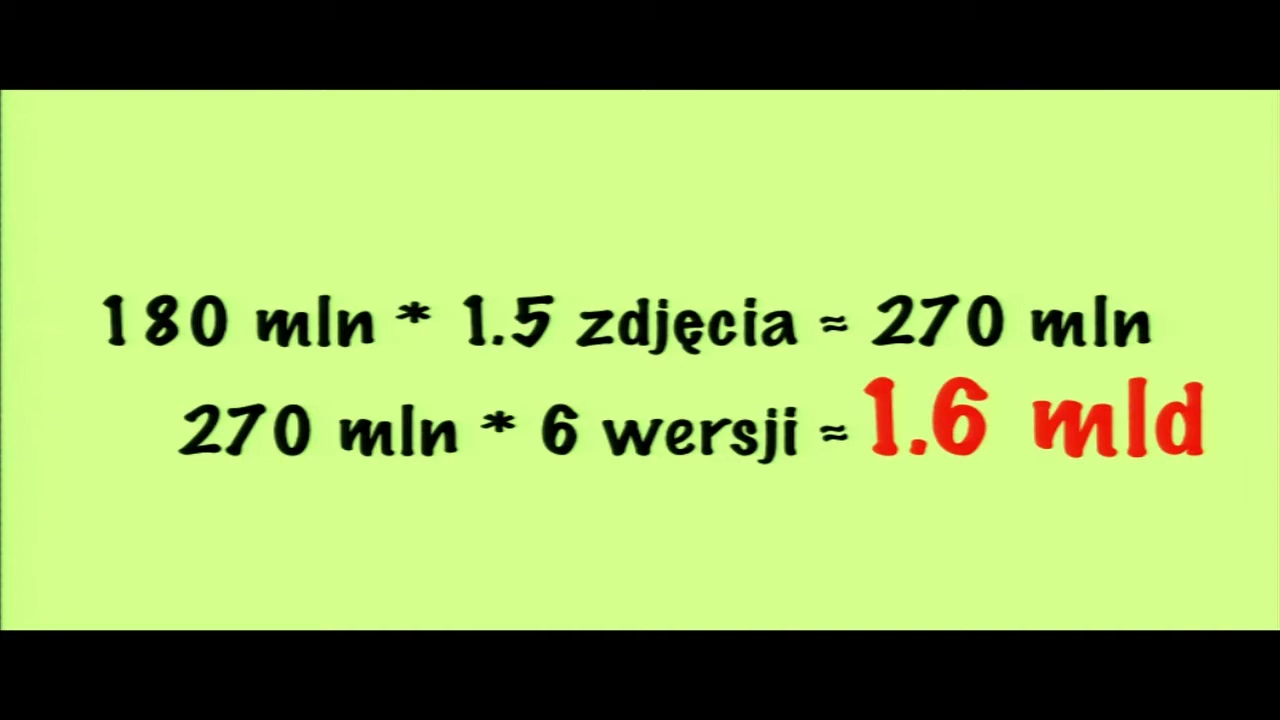 180 mln * 1.5 zdjęcia ≈ 270 mln
270 mln * 6 wersji ≈ 1.6 mld